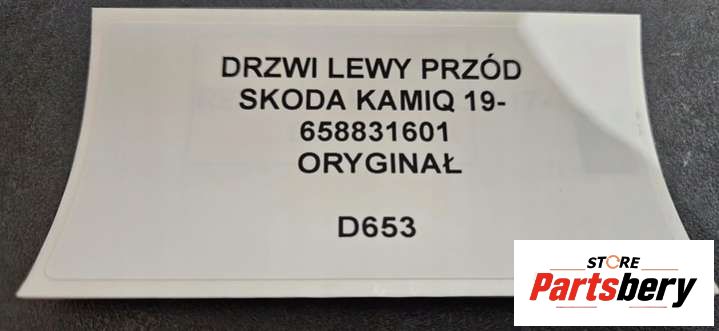 DRZWI LEWY PRZÓD
SKODA KAMIQ 19-
658831601
ORYGINAŁ
D653
STORE
Partsbery